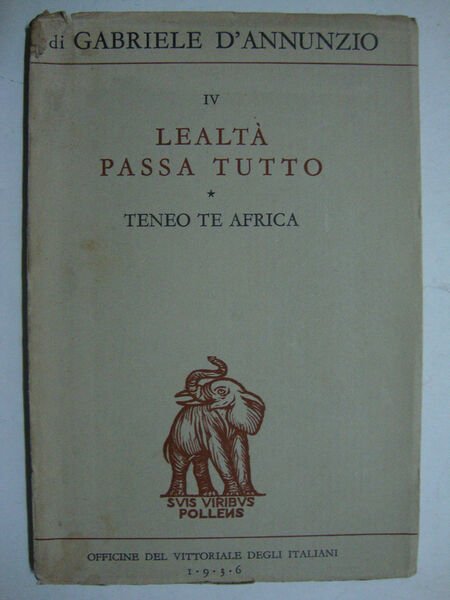 di GABRIELE D'ANNUNZIO
IV
LEALTÀ
PASSA TUTTO
*
TENEO TE AFRICA
SVIS VIRIBVS
POLLENS
OFFICINE DEL VITTORIALE DEGLI ITALIANI
1·9·3·6